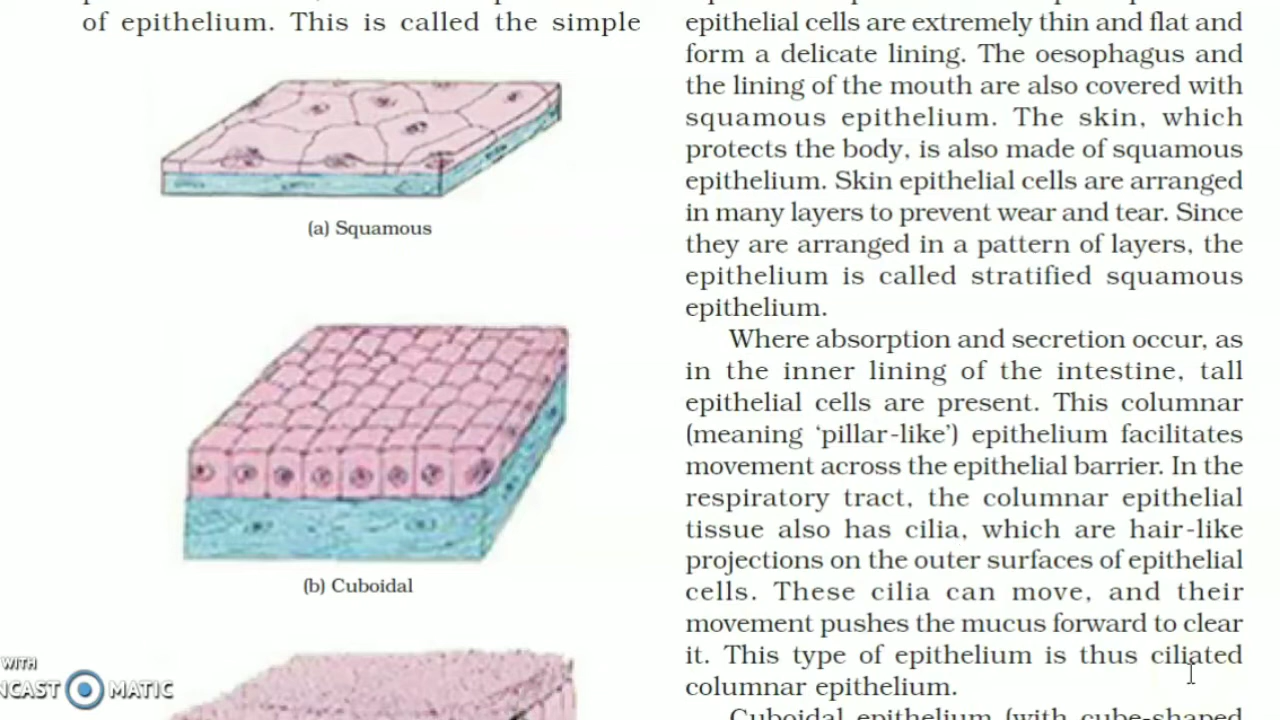 of epithelium. This is called the simple
(a) Squamous
(b) Cuboidal
epithelial cells are extremely thin and flat and
form a delicate lining. The oesophagus and
the lining of the mouth are also covered with
squamous epithelium. The skin, which
protects the body, is also made of squamous
epithelium. Skin epithelial cells are arranged
in many layers to prevent wear and tear. Since
they are arranged in a pattern of layers, the
epithelium is called stratified squamous
epithelium.
Where absorption and secretion occur, as
in the inner lining of the intestine, tall
epithelial cells are present. This columnar
(meaning ‘pillar-like’) epithelium facilitates
movement across the epithelial barrier. In the
respiratory tract, the columnar epithelial
tissue also has cilia, which are hair-like
projections on the outer surfaces of epithelial
cells. These cilia can move, and their
movement pushes the mucus forward to clear
it. This type of epithelium is thus ciliated
columnar epithelium.
Cuboidal epithelium (with cube-shaped
WITH
NCAST MATIC